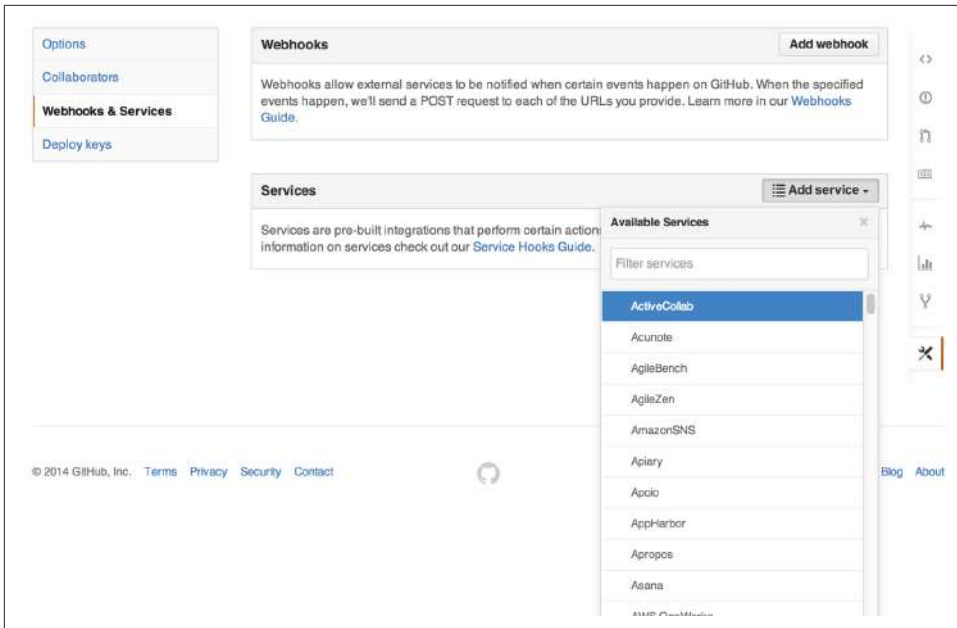 Options
Collaborators
Webhooks & Services
Deploy keys
Webhooks
Add webhook
Webhooks allow external services to be notified when certain events happen on GitHub. When the specified
events happen, we'll send a POST request to each of the URLs you provide. Learn more in our Webhooks
Guide.
Services
Add service
Services are pre-built integrations that perform certain action
information on services check out our Service Hooks Guide.
Available Services
Filter services
ActiveCollab
Acunote
AgileBench
AgileZen
AmazonSNS
Apiary
Apoio
AppHarbor
Apropos
Asana
© 2014 GitHub, Inc. Terms Privacy Security Contact
Blog About